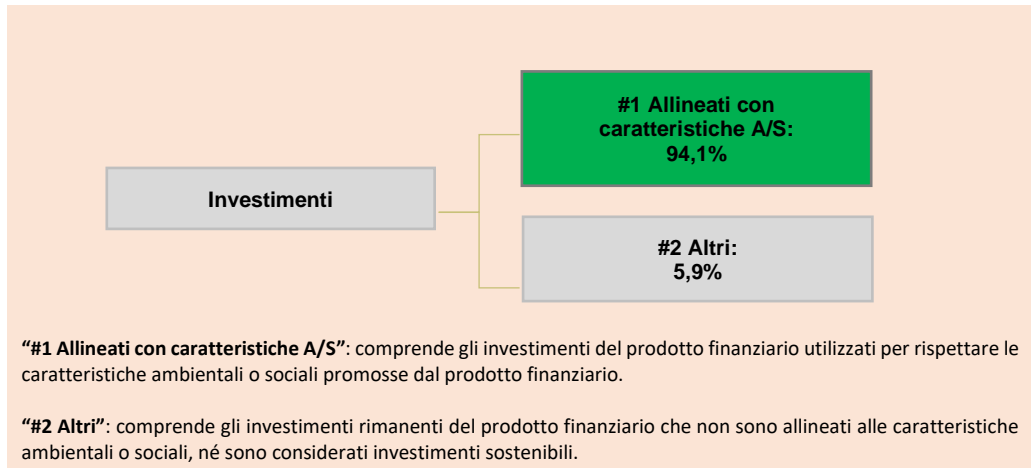 #1 Allineati con
caratteristiche A/S:
94,1%
Investimenti
#2 Altri:
5,9%
“#1 Allineati con caratteristiche A/S”: comprende gli investimenti del prodotto finanziario utilizzati per rispettare le
caratteristiche ambientali o sociali promosse dal prodotto finanziario.
“#2 Altri”: comprende gli investimenti rimanenti del prodotto finanziario che non sono allineati alle caratteristiche
ambientali o sociali, né sono considerati investimenti sostenibili.